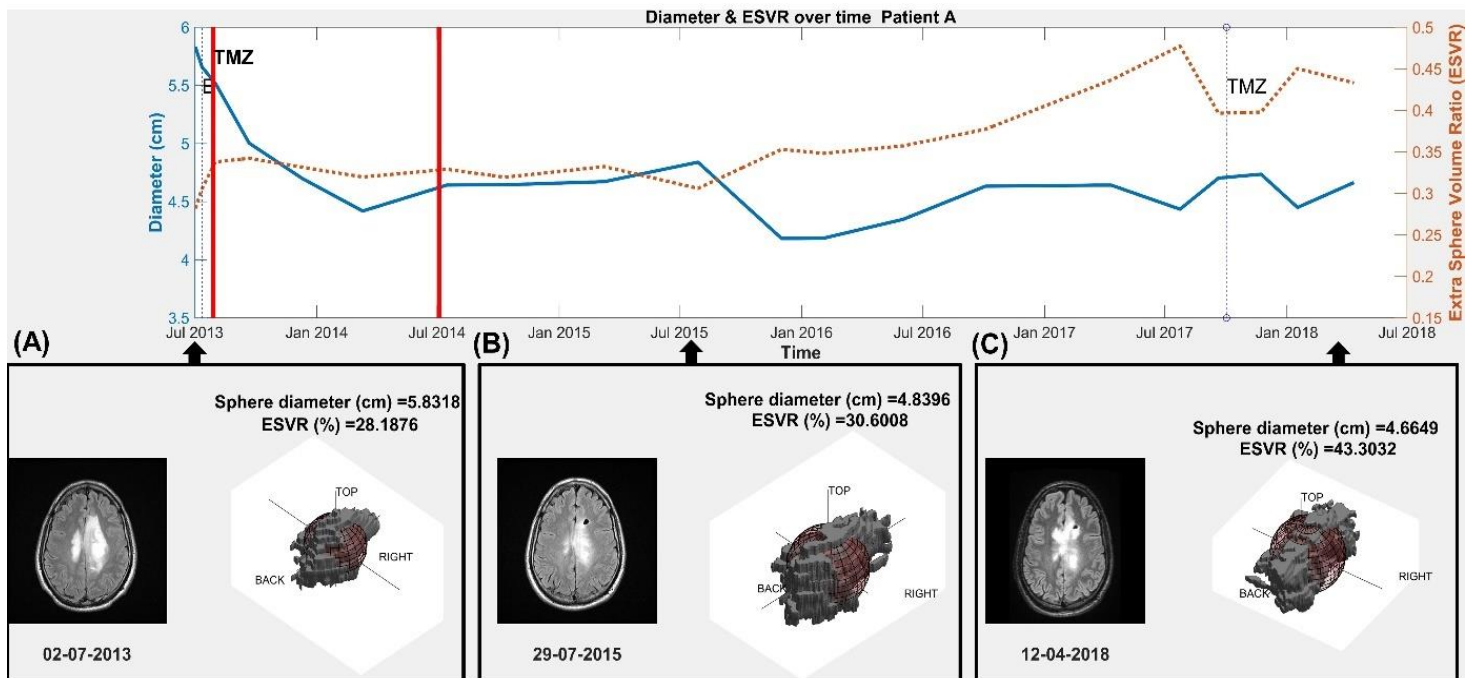 Diameter & ESVR over time Patient A
Diameter (cm)
6
5.5
5
4.5
4
3.5
TMZ
TMZ
0.5
0.45
0.4
0.35
0.3
0.25
0.2
0.15
Extra Sphere Volume Ratio (ESVR)
Jul 2013
Jan 2014
Jul 2014
Jan 2015
Jul 2015
Jan 2016
Jul 2016
Jan 2017
Jul 2017
Jan 2018
Jul 2018
Time
(A)
Sphere diameter (cm) =5.8318
ESVR (%) =28.1876
TOP
RIGHT
BACK
02-07-2013
(B)
Sphere diameter (cm) =4.8396
ESVR (%) =30.6008
TOP
BACK
RIGHT
29-07-2015
(C)
Sphere diameter (cm) =4.6649
ESVR (%) =43.3032
TOP
RIGHT
BACK
12-04-2018